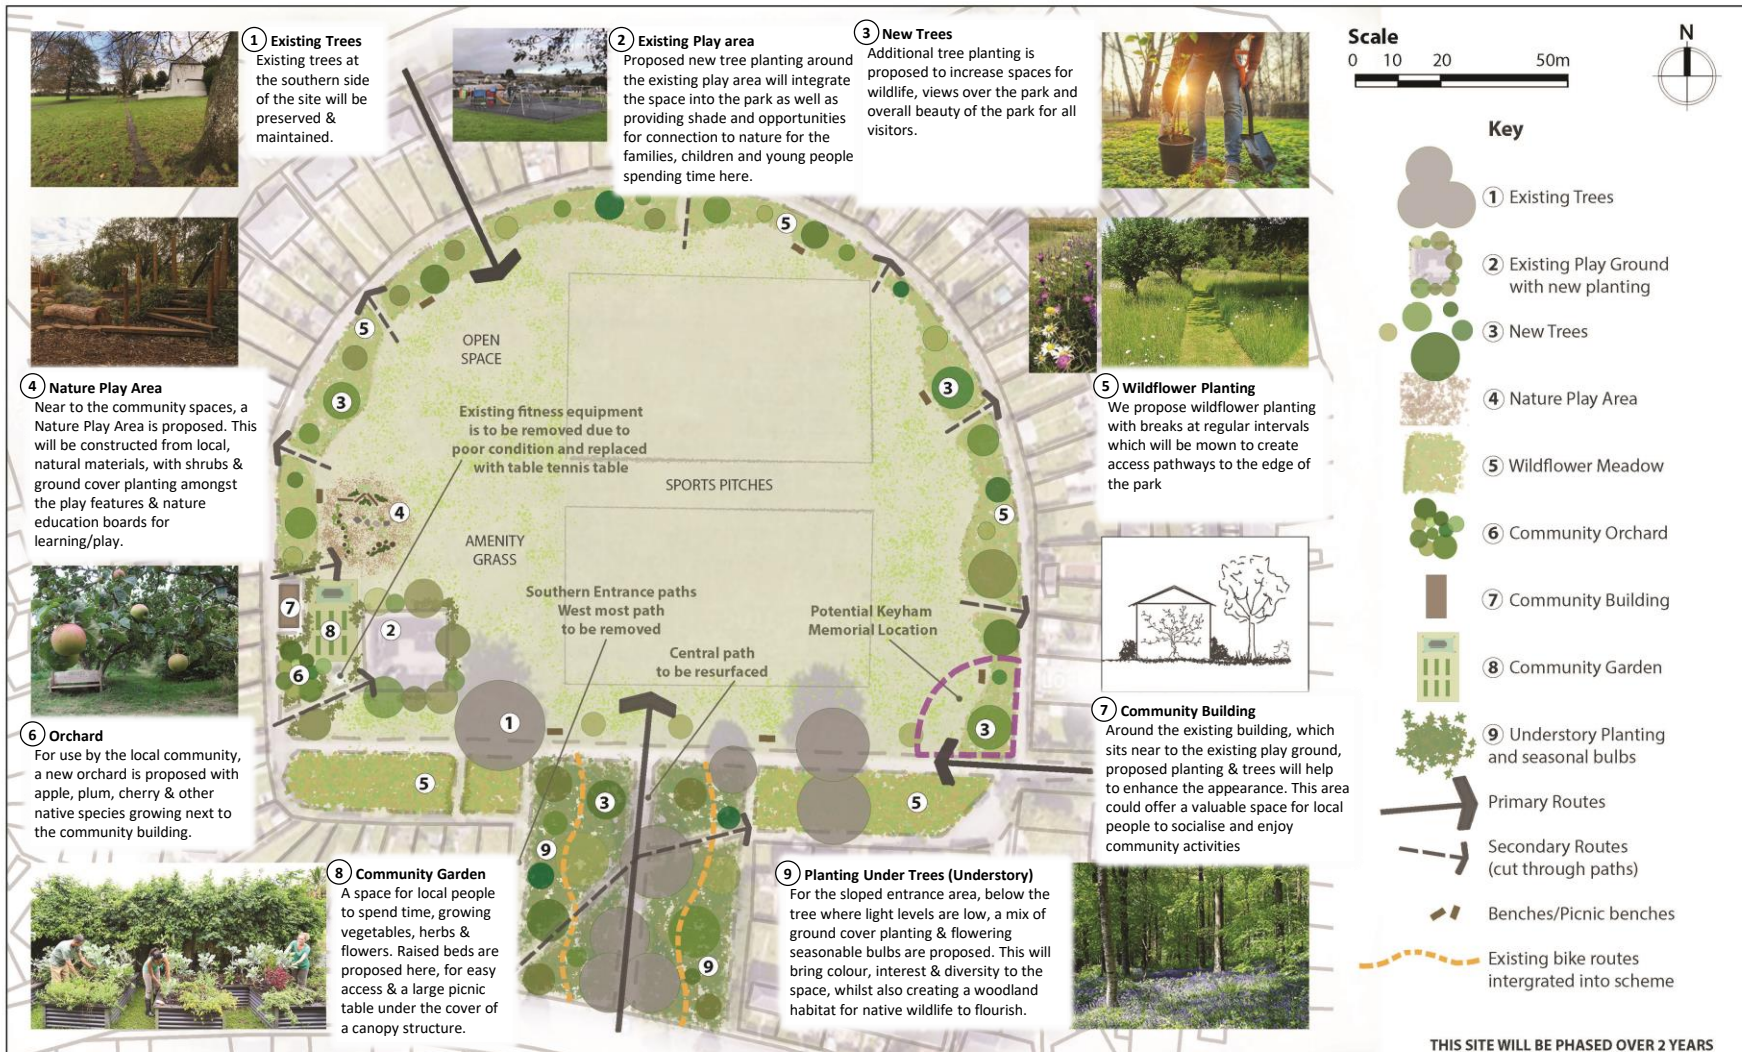 1 Existing Trees
Existing trees at
the southern side
of the site will be
preserved &
maintained.
2 Existing Play area
Proposed new tree planting around
the existing play area will integrate
the space into the park as well as
providing shade and opportunities
for connection to nature for the
families, children and young people
spending time here.
3 New Trees
Additional tree planting is
proposed to increase spaces for
wildlife, views over the park and
overall beauty of the park for all
visitors.
4 Nature Play Area
Near to the community spaces, a
Nature Play Area is proposed. This
will be constructed from local,
natural materials, with shrubs &
ground cover planting amongst
the play features & nature
education boards for
learning/play.
5 Wildflower Planting
We propose wildflower planting
with breaks at regular intervals
which will be mown to create
access pathways to the edge of
the park
6 Orchard
For use by the local community,
a new orchard is proposed with
apple, plum, cherry & other
native species growing next to
the community building.
7 Community Building
Around the existing building, which
sits near to the existing play ground,
proposed planting & trees will help
to enhance the appearance. This area
could offer a valuable space for local
people to socialise and enjoy
community activities
8 Community Garden
A space for local people
to spend time, growing
vegetables, herbs &
flowers. Raised beds are
proposed here, for easy
access & a large picnic
table under the cover of
a canopy structure.
9 Planting Under Trees (Understory)
For the sloped entrance area, below the
tree where light levels are low, a mix of
ground cover planting & flowering
seasonable bulbs are proposed. This will
bring colour, interest & diversity to the
space, whilst also creating a woodland
habitat for native wildlife to flourish.
5
5
OPEN
SPACE
3
3
Existing fitness equipment
is to be removed due to
poor condition and replaced
with table tennis table
SPORTS PITCHES
4
5
AMENITY
GRASS
Southern Entrance paths
West most path
to be removed
Potential Keyham
Memorial Location
7
8
2
Central path
to be resurfaced
6
1
3
5
3
5
9
9
Scale
0 10 20 50m
N
Key
1 Existing Trees
2 Existing Play Ground
with new planting
3 New Trees
4 Nature Play Area
5 Wildflower Meadow
6 Community Orchard
7 Community Building
8 Community Garden
9 Understory Planting
and seasonal bulbs
Primary Routes
Secondary Routes
(cut through paths)
Benches/Picnic benches
Existing bike routes
intergrated into scheme
THIS SITE WILL BE PHASED OVER 2 YEARS